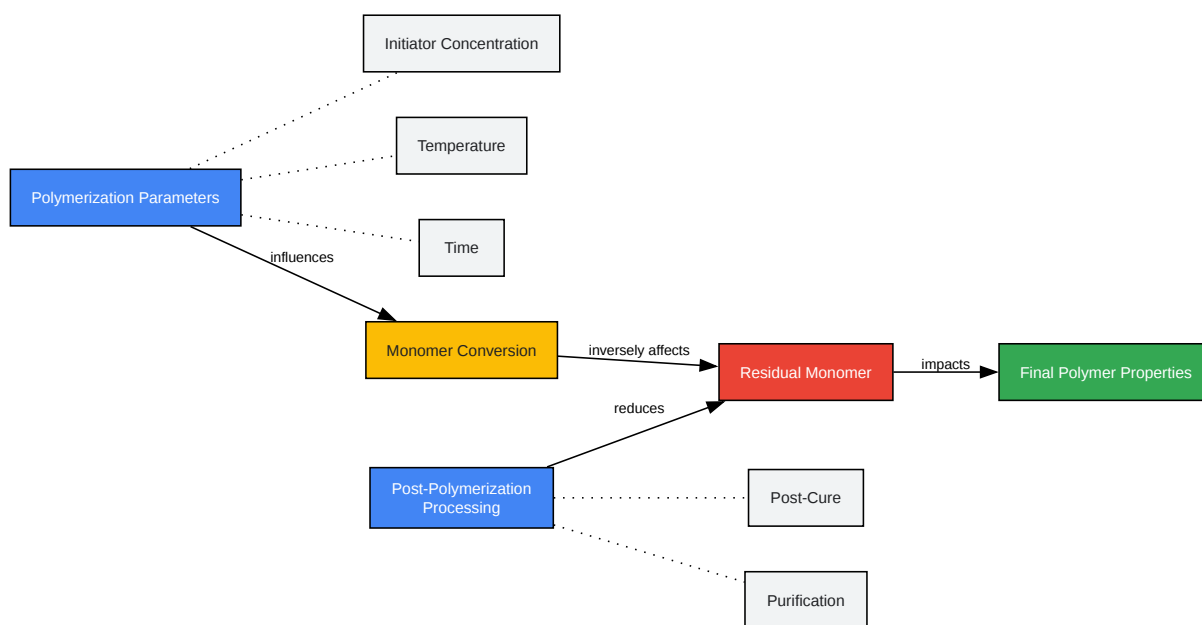 Initiator Concentration
Temperature
Polymerization Parameters
Time
influences
Monomer Conversion
inversely affects
Residual Monomer
impacts
Final Polymer Properties
reduces
Post-Polymerization
Processing
Post-Cure
Purification